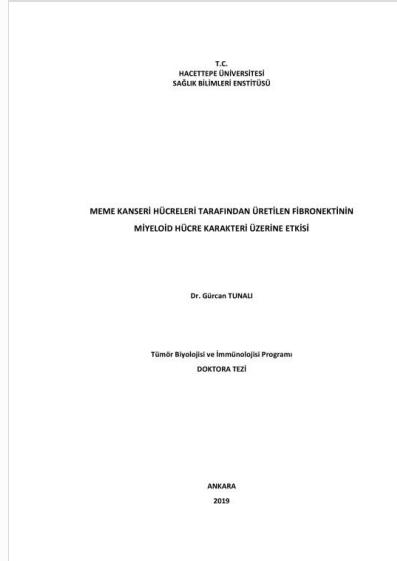 T.C.
HACETTEPE ÜNİVERSİTESİ
SAĞLIK BİLİMLERİ ENSTİTÜSÜ
MEME KANSERİ HÜCRELERİ TARAFINDAN ÜRETİLEN FİBRONEKTİNİN
MİYELOİD HÜCRE KARAKTERİ ÜZERİNE ETKİSİ
Dr. Gürcan TUNALI
Tümör Biyolojisi ve İmmünolojisi Programı
DOKTORA TEZİ
ANKARA
2019